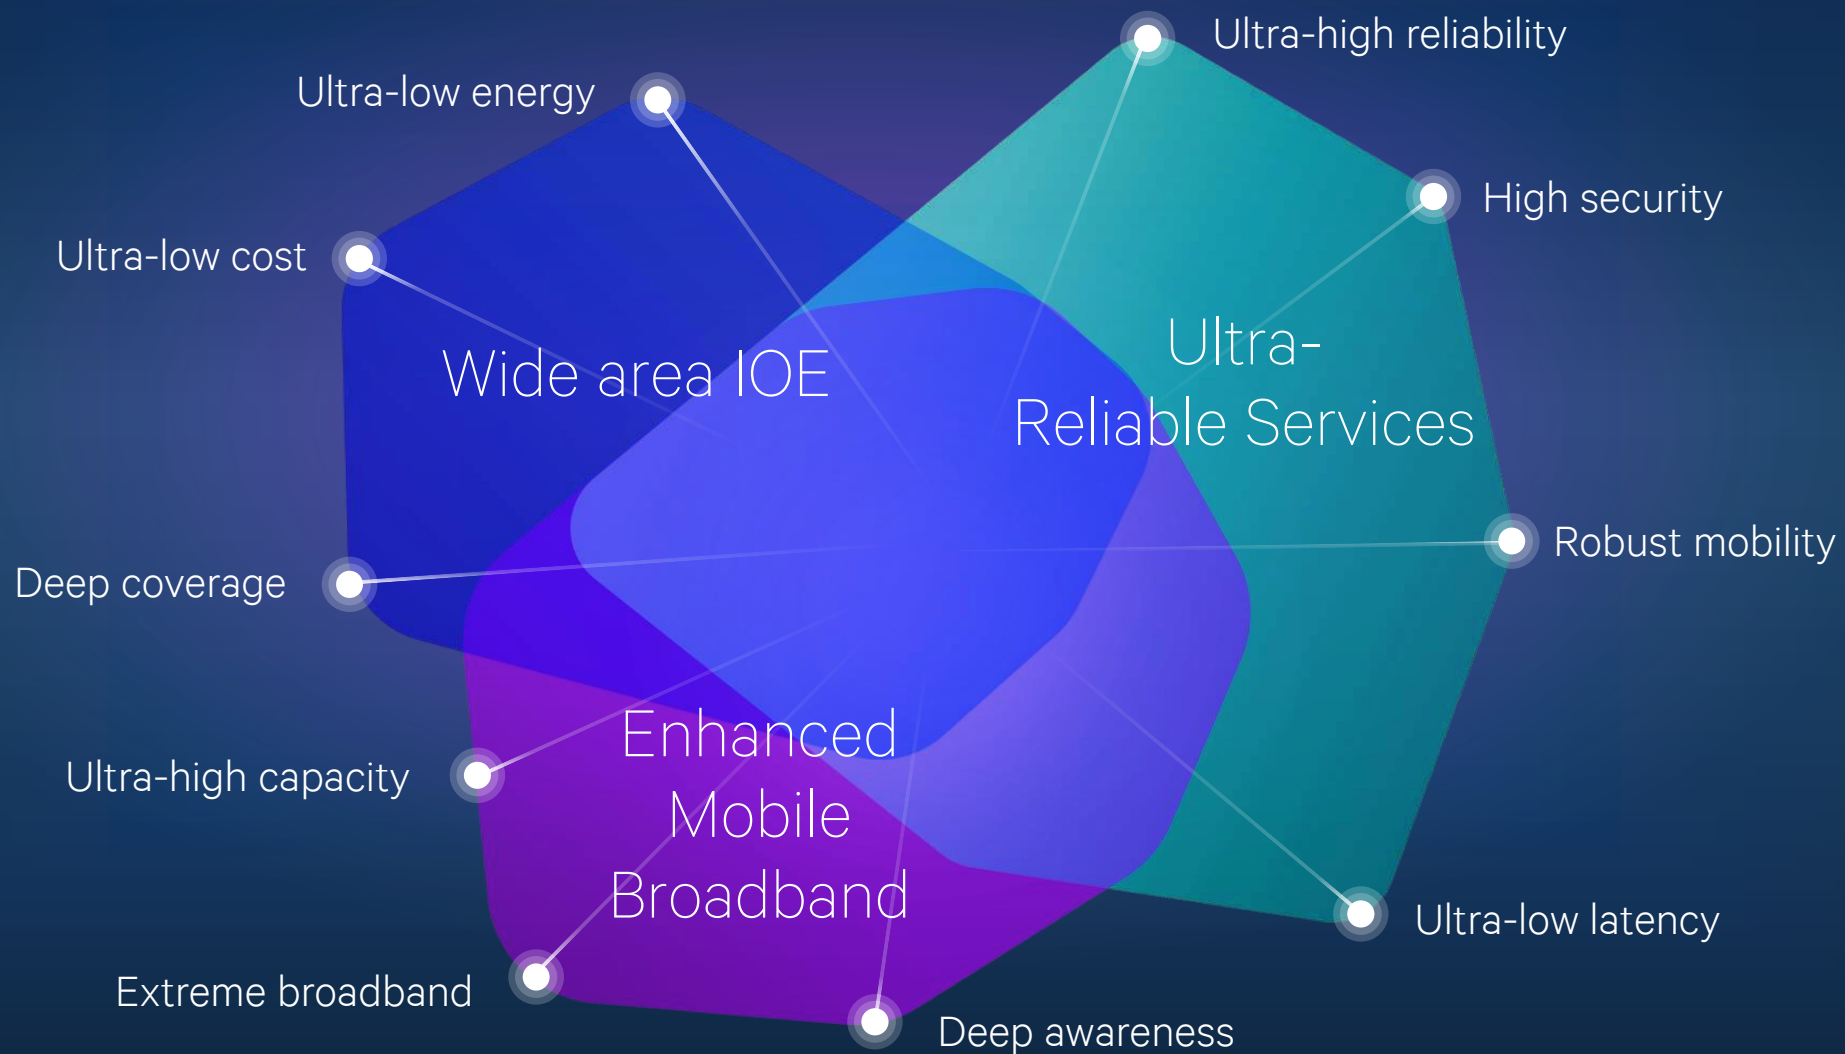 Ultra-high reliability
Ultra-low energy
High security
Ultra-low cost
Wide area IOE
Ultra-
Reliable Services
Robust mobility
Deep coverage
Enhanced
Mobile
Broadband
Ultra-high capacity
Ultra-low latency
Extreme broadband
Deep awareness